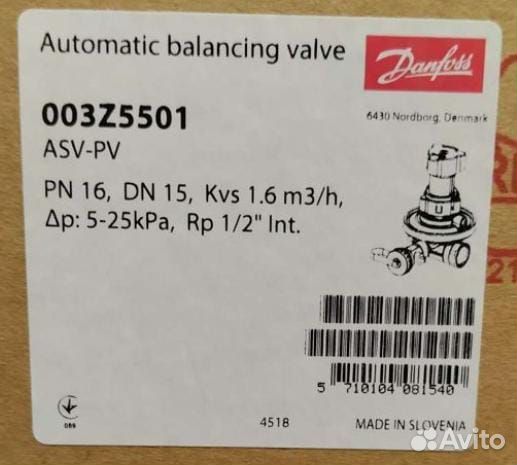 Automatic balancing valve
Danfoss
003Z5501
6430 Nordborg, Denmark
ASV-PV
PN 16, DN 15, Kvs 1.6 m3/h,
Δp: 5-25kPa, Rp 1/2" Int.
5 710104 081540
089
4518
MADE IN SLOVENIA
Avito